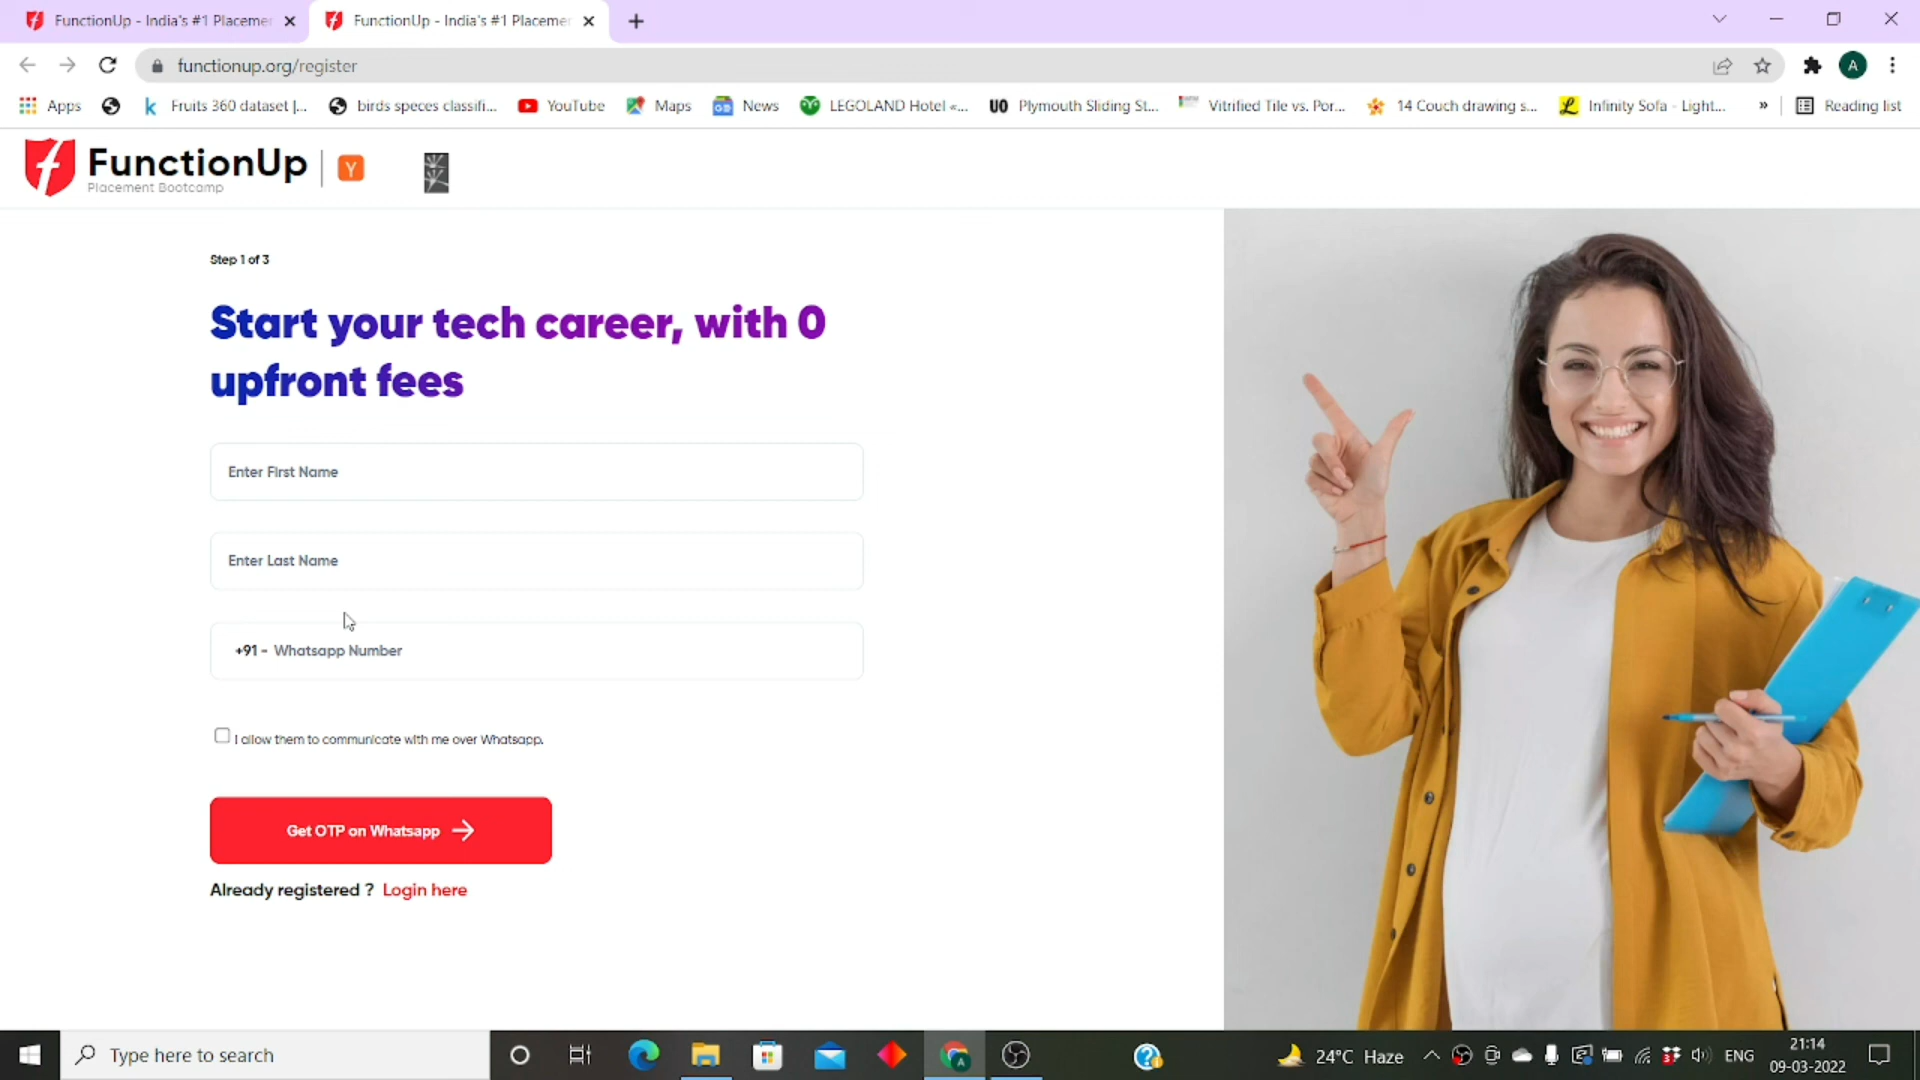 FunctionUp - India's #1 Placemen
FunctionUp - India's #1 Placemen
functionup.org/register
A
Apps
Fruits 360 dataset |...
birds speces classifi...
YouTube
Maps
News
LEGOLAND Hotel «...
UO Plymouth Sliding St...
Vitrified Tile vs. Por...
14 Couch drawing s...
Infinity Sofa - Light...
»
Reading list
FunctionUp
Placement Bootcamp
Y
Step 1 of 3
Start your tech career, with 0
upfront fees
Enter First Name
Enter Last Name
+91 - Whatsapp Number
I allow them to communicate with me over Whatsapp.
Get OTP on Whatsapp
Already registered ? Login here
Type here to search
24°C Haze
ENG
21:14
09-03-2022